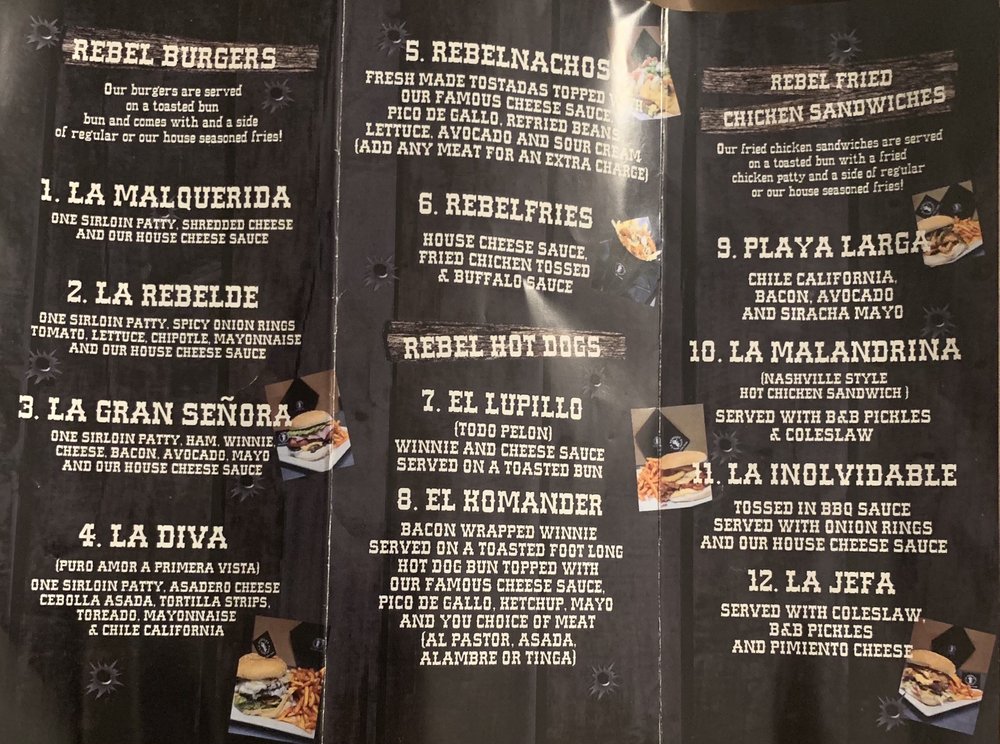 REBEL BURGERS
Our burgers are served
on a toasted bun
bun and comes with and a side
of regular or our house seasoned fries!
1. LA MALQUERIDA
ONE SIRLOIN PATTY, SHREDDED CHEESE
AND OUR HOUSE CHEESE SAUCE
2. LA REBELDE
ONE SIRLOIN PATTY, SPICY ONION RINGS
TOMATO, LETTUCE, CHIPOTLE, MAYONNAISE
AND OUR HOUSE CHEESE SAUCE
3. LA GRAN SEÑORA
ONE SIRLOIN PATTY, HAM, WINNIE
CHEESE, BACON, AVOCADO, MAYO
AND OUR HOUSE CHEESE SAUCE
4. LA DIVA
(PURO AMOR A PRIMERA VISTA)
ONE SIRLOIN PATTY, ASADERO CHEESE
CEBOLLA ASADA, TORTILLA STRIPS,
TOREADO, MAYONNAISE
& CHILE CALIFORNIA
5. REBELNACHOS
FRESH MADE TOSTADAS TOPPED WITH
OUR FAMOUS CHEESE SAUCE,
PICO DE GALLO, REFRIED BEANS,
LETTUCE, AVOCADO AND SOUR CREAM
(ADD ANY MEAT FOR AN EXTRA CHARGE)
6. REBELFRIES
HOUSE CHEESE SAUCE,
FRIED CHICKEN TOSSED
& BUFFALO SAUCE
REBEL HOT DOGS
7. EL LUPILLO
(TODO PELON)
WINNIE AND CHEESE SAUCE
SERVED ON A TOASTED BUN
8. EL HOMANDER
BACON WRAPPED WINNIE
SERVED ON A TOASTED FOOT LONG
HOT DOG BUN TOPPED WITH
OUR FAMOUS CHEESE SAUCE,
PICO DE GALLO, KETCHUP, MAYO
AND YOU CHOICE OF MEAT
(AL PASTOR, ASADA,
ALAMBRE OR TINGA)
REBEL FRIED
CHICKEN SANDWICHES
Our fried chicken sandwiches are served
on a toasted bun with a fried
chicken patty and a side of regular
or our house seasoned fries!
9. PLAYA LARGA
CHILE CALIFORNIA,
BACON, AVOCADO
AND SIRACHA MAYO
10. LA MALANDRINA
(NASHVILLE STYLE
HOT CHICKEN SANDWICH )
SERVED WITH B&B PICKLES
& COLESLAW
11. LA INOLVIDABLE
TOSSED IN BBQ SAUCE
SERVED WITH ONION RINGS
AND OUR HOUSE CHEESE SAUCE
12. LA JEFA
SERVED WITH COLESLAW,
B&B PICKLES
AND PIMIENTO CHEESE